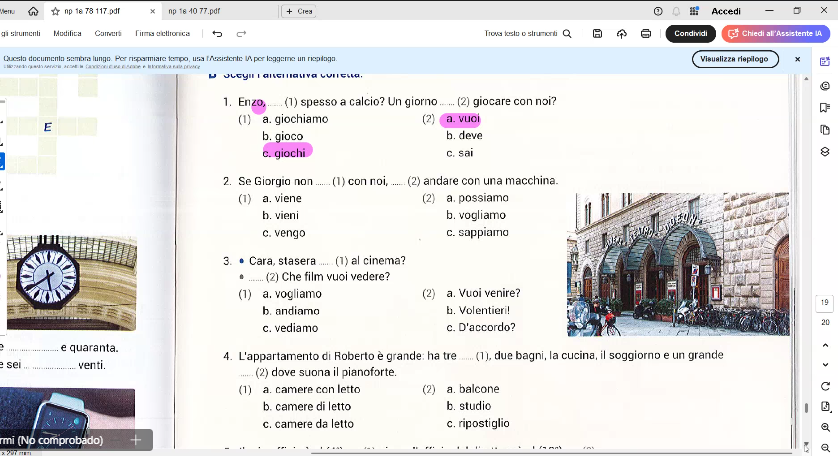 Menu
np 1a 78 117.pdf
np 1e 40 77.pdf
Crea
Accedi
gli strumenti
Modifica
Converti
Firma elettronica
Trova testo o strumenti
Condividi
Chiedi all'Assistente IA
Questo documento sembra lungo. Per risparmiare tempo, usa l'Assistente IA per leggerne un riepilogo.
Visualizza riepilogo
Scegli l'alternativa corretta.
1. Enzo, ...... (1) spesso a calcio? Un giorno ...... (2) giocare con noi?
(1) a. giochiamo (2) a. vuoi
b. gioco b. deve
c. giochi c. sai
E
2. Se Giorgio non ...... (1) con noi, ...... (2) andare con una macchina.
(1) a. viene (2) a. possiamo
b. vieni b. vogliamo
c. vengo c. sappiamo
3. • Cara, stasera ...... (1) al cinema?
• ...... (2) Che film vuoi vedere?
(1) a. vogliamo (2) a. Vuoi venire?
b. andiamo b. Volentieri!
c. vediamo c. D'accordo?
e .................. e quaranta.
e sei .................. venti.
4. L'appartamento di Roberto è grande: ha tre ...... (1), due bagni, la cucina, il soggiorno e un grande
...... (2) dove suona il pianoforte.
(1) a. camere con letto (2) a. balcone
b. camere di letto b. studio
c. camere da letto c. ripostiglio
rmi (No comprobado)
x 297 mm
19
20